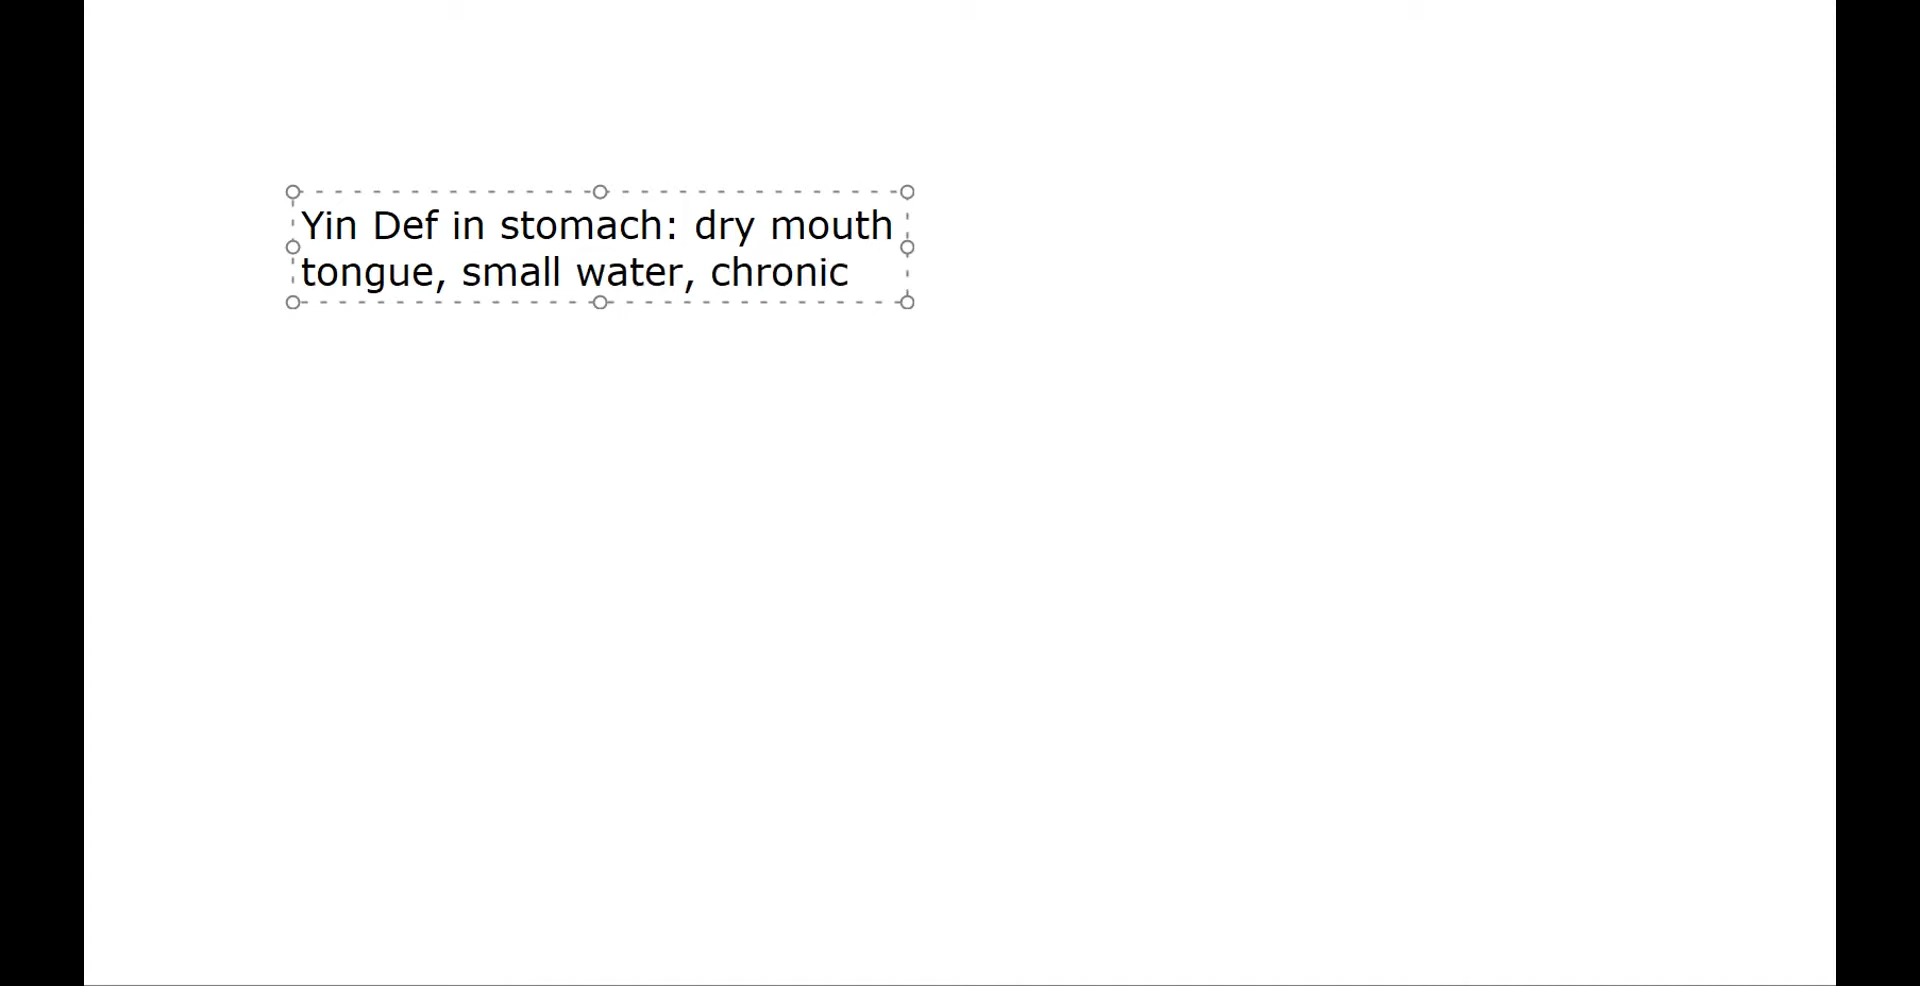 Yin Def in stomach: dry mouth
tongue, small water, chronic